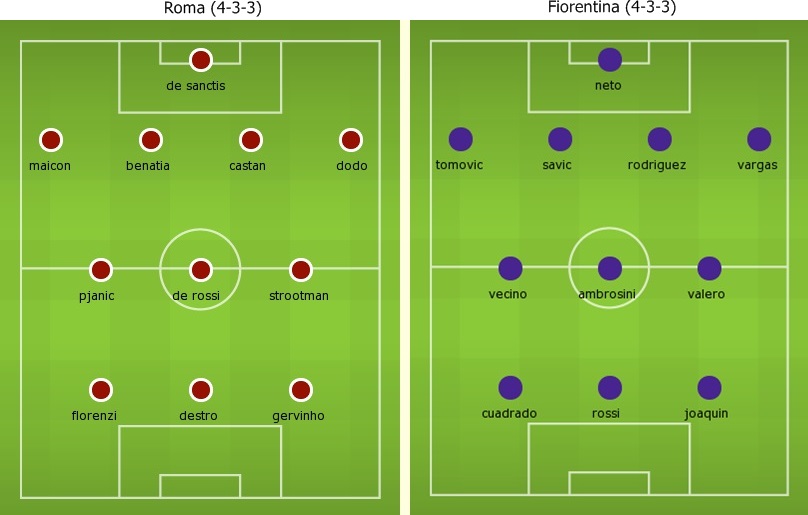 Roma (4-3-3)
de sanctis
maicon benatia castan dodo
pjanic de rossi strootman
florenzi destro gervinho
Fiorentina (4-3-3)
neto
tomovic savic rodriguez vargas
vecino ambrosini valero
cuadrado rossi joaquin